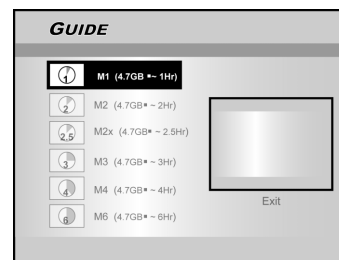 GUIDE
1 M1 (4.7GB ▪~ 1Hr)
2 M2 (4.7GB▪ ~ 2Hr)
2.5 M2x (4.7GB▪ ~ 2.5Hr)
3 M3 (4.7GB▪ ~ 3Hr)
4 M4 (4.7GB▪ ~ 4Hr)
6 M6 (4.7GB▪ ~ 6Hr)
Exit